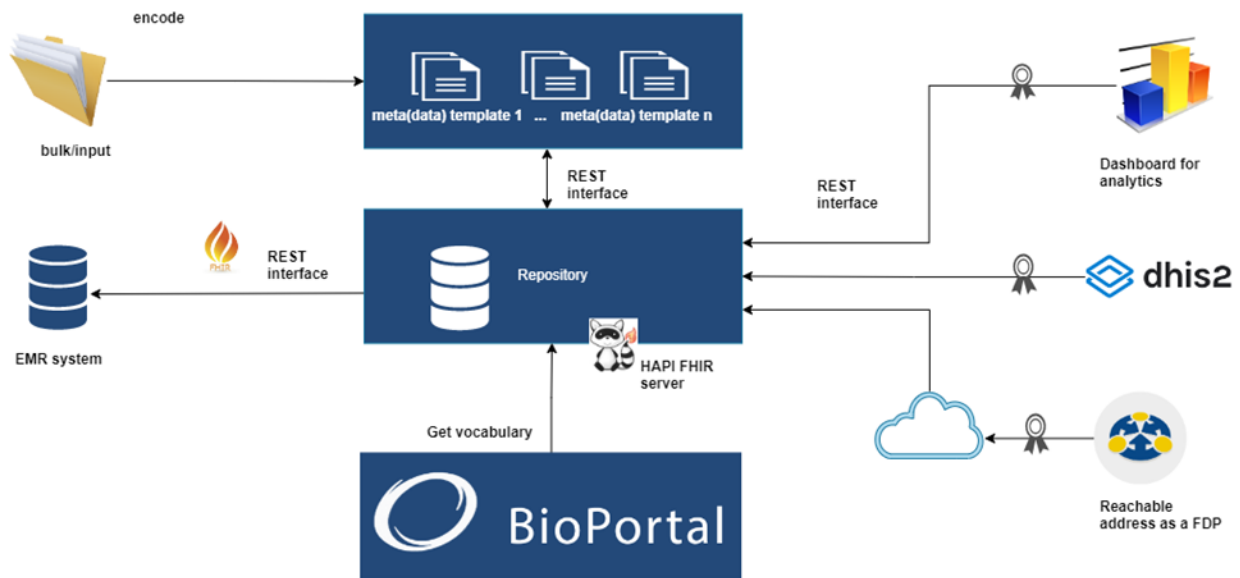 encode
bulk/input
meta(data) template 1 ... meta(data) template n
REST
interface
REST
interface
Dashboard for
analytics
FHIR
REST
interface
Repository
dhis2
EMR system
HAPI FHIR
server
Get vocabulary
BioPortal
Reachable
address as a FDP